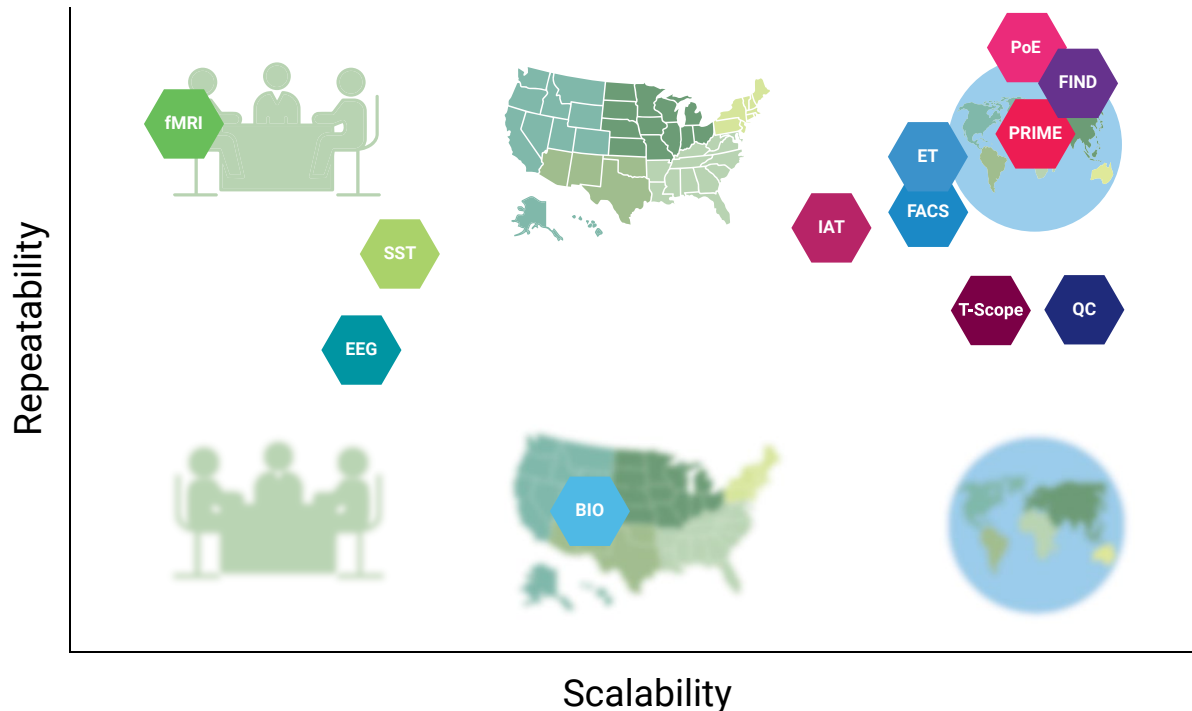 PoE
FIND
fMRI
PRIME
ET
FACS
IAT
SST
T-Scope
QC
EEG
BIO
Repeatability
Scalability